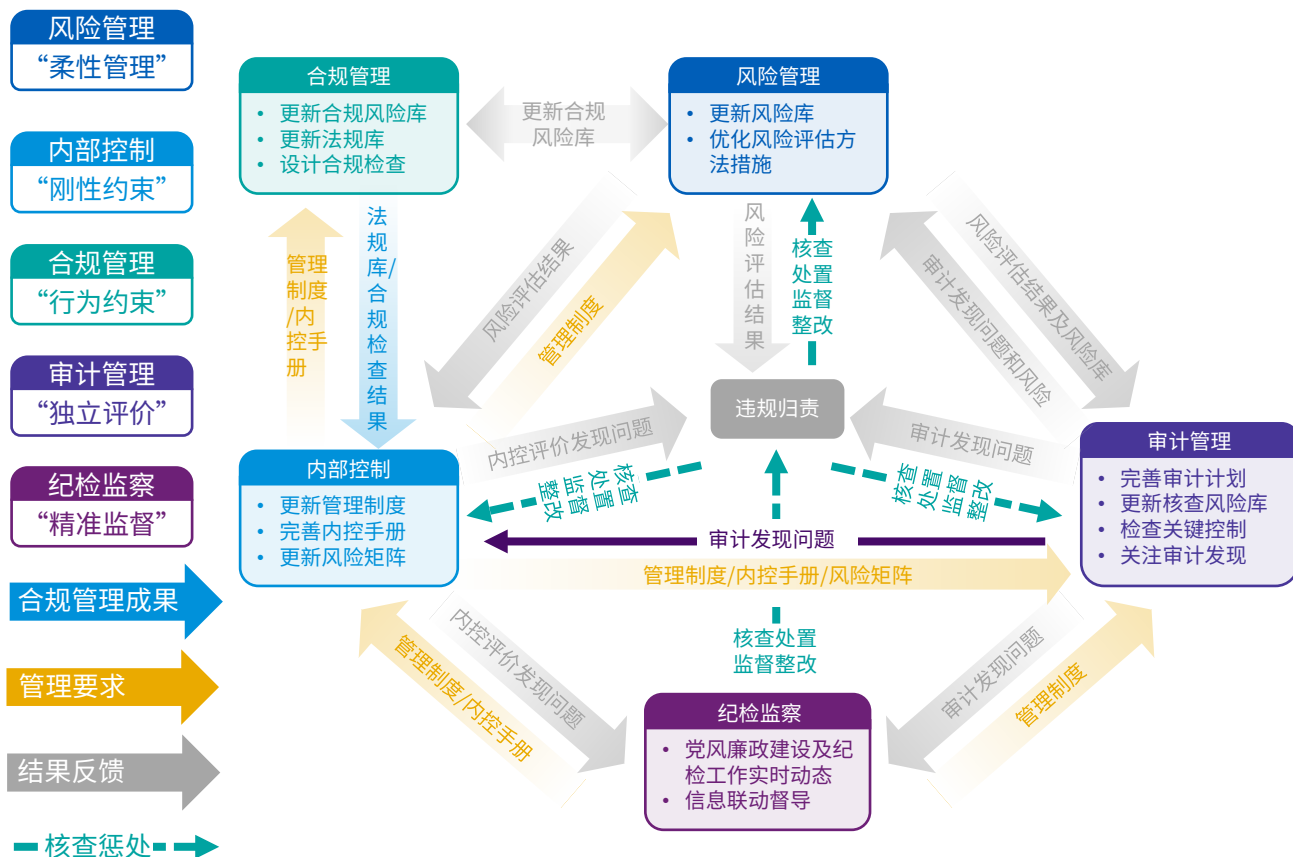 风险管理
“柔性管理”
内部控制
“刚性约束”
合规管理
“行为约束”
审计管理
“独立评价”
纪检监察
“精准监督”
合规管理成果
管理要求
结果反馈
核查惩处
合规管理
• 更新合规风险库
• 更新法规库
• 设计合规检查
更新合规
风险库
风险管理
• 更新风险库
• 优化风险评估方
法措施
管理
制度
/内
控手
册
法规库/合规检查结果
风险评估结果
管理制度
风险评估结果
核查
处置
监督
整改
风险评估结果及风险库
审计发现问题和风险
违规归责
内控评价发现问题
审计发现问题
核查
处置
监督
整改
核查
处置
监督
整改
内部控制
• 更新管理制度
• 完善内控手册
• 更新风险矩阵
审计发现问题
管理制度/内控手册/风险矩阵
审计管理
• 完善审计计划
• 更新核查风险库
• 检查关键控制
• 关注审计发现
核查处置
监督整改
内控评价发现问题
管理制度/内控手册
审计发现问题
管理制度
纪检监察
• 党风廉政建设及纪
检工作实时动态
• 信息联动督导